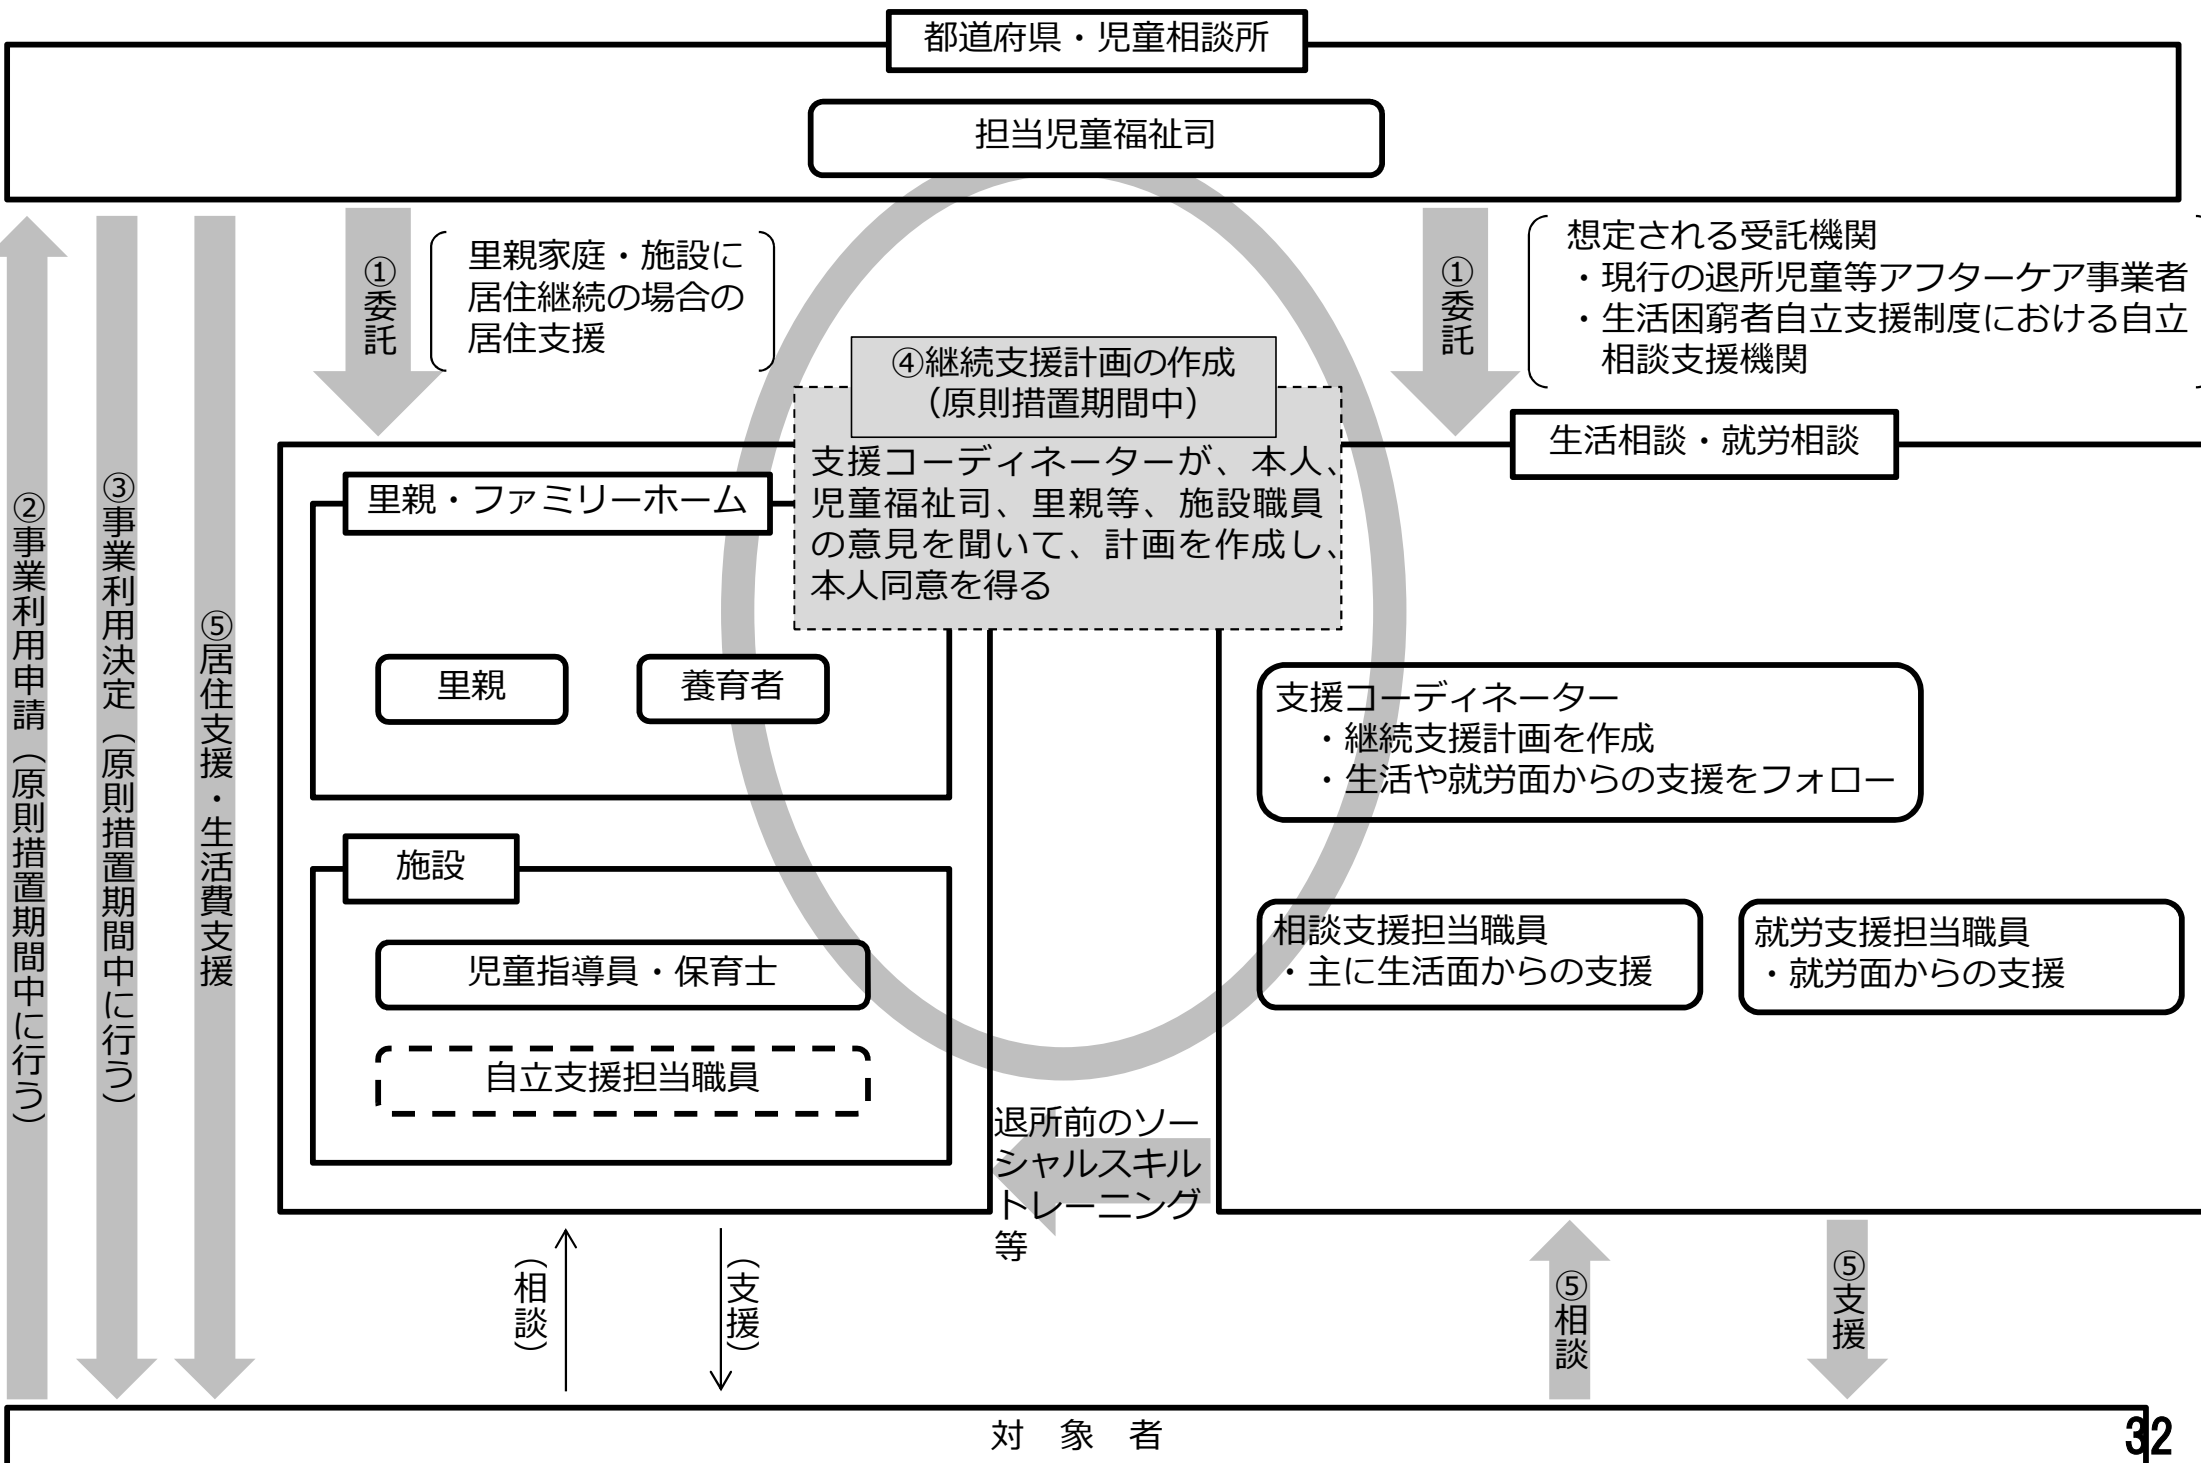 都道府県・児童相談所
担当児童福祉司
①委託
里親家庭・施設に
居住継続の場合の
居住支援
①委託
想定される受託機関
・現行の退所児童等アフターケア事業者
・生活困窮者自立支援制度における自立
相談支援機関
②事業利用申請（原則措置期間中に行う）
③事業利用決定（原則措置期間中に行う）
⑤居住支援・生活費支援
④継続支援計画の作成
（原則措置期間中）
支援コーディネーターが、本人、
児童福祉司、里親等、施設職員
の意見を聞いて、計画を作成し、
本人同意を得る
里親・ファミリーホーム
里親
養育者
施設
児童指導員・保育士
自立支援担当職員
生活相談・就労相談
支援コーディネーター
・継続支援計画を作成
・生活や就労面からの支援をフォロー
相談支援担当職員
・主に生活面からの支援
就労支援担当職員
・就労面からの支援
退所前のソー
シャルスキル
トレーニング
等
（相談）
（支援）
⑤相談
⑤支援
対　象　者
32